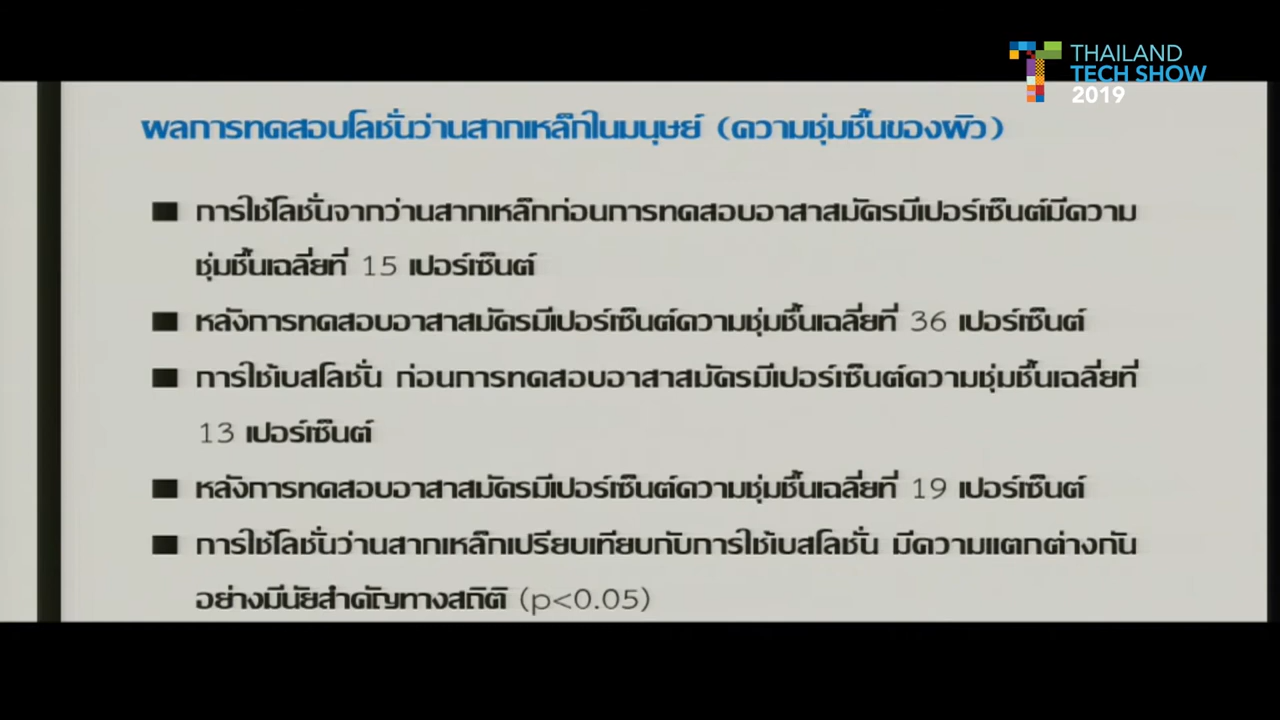 THAILAND
TECH SHOW
2019
ผลการทดสอบโลชั่นว่านสากเหล็กในมนุษย์ (ความชุ่มชื้นของผิว)
■ การใช้โลชั่นจากว่านสากเหล็กก่อนการทดสอบอาสาสมัครมีเปอร์เซ็นต์มีความ
ชุ่มชื้นเฉลี่ยที่ 15 เปอร์เซ็นต์
■ หลังการทดสอบอาสาสมัครมีเปอร์เซ็นต์ความชุ่มชื้นเฉลี่ยที่ 36 เปอร์เซ็นต์
■ การใช้เบสโลชั่น ก่อนการทดสอบอาสาสมัครมีเปอร์เซ็นต์ความชุ่มชื้นเฉลี่ยที่
13 เปอร์เซ็นต์
■ หลังการทดสอบอาสาสมัครมีเปอร์เซ็นต์ความชุ่มชื้นเฉลี่ยที่ 19 เปอร์เซ็นต์
■ การใช้โลชั่นว่านสากเหล็กเปรียบเทียบกับการใช้เบสโลชั่น มีความแตกต่างกัน
อย่างมีนัยสำคัญทางสถิติ (p<0.05)